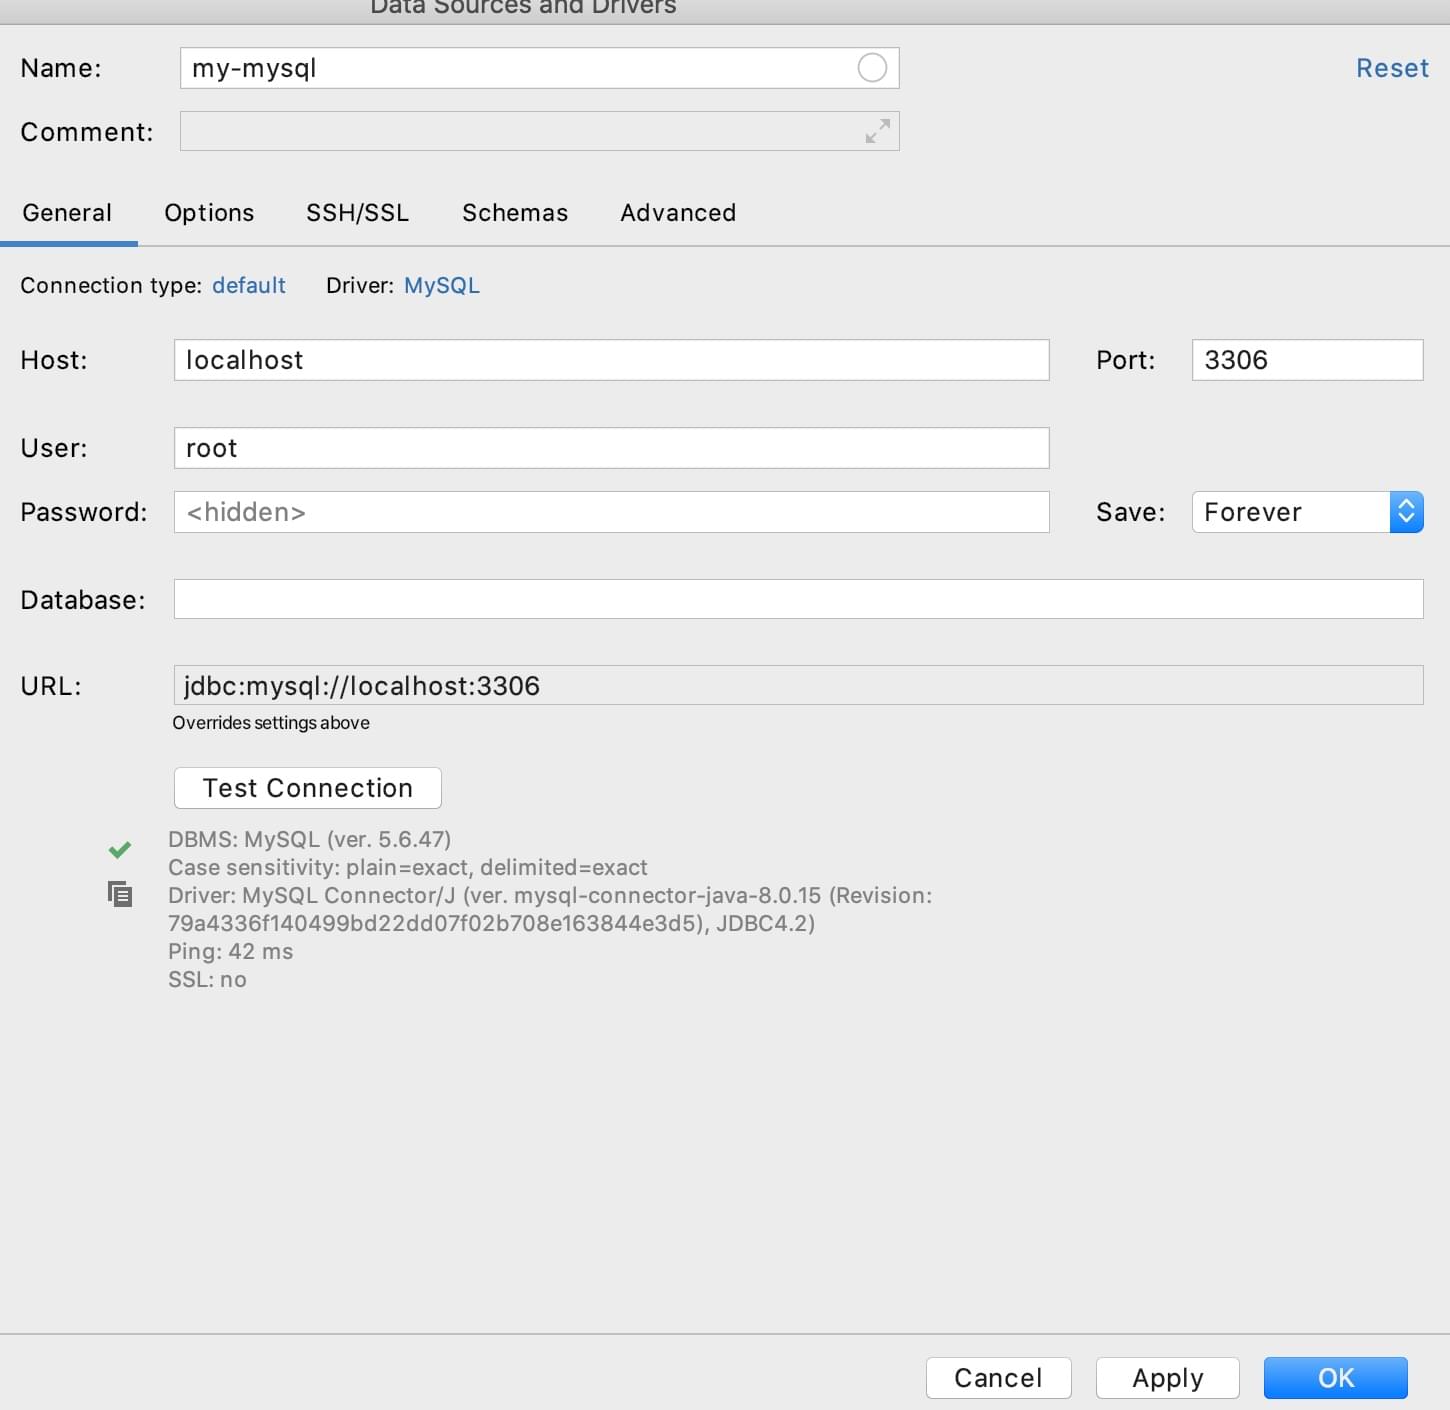 Data Sources and Drivers
Name: my-mysql Reset
Comment:
General Options SSH/SSL Schemas Advanced
Connection type: default Driver: MySQL
Host: localhost Port: 3306
User: root
Password: <hidden> Save: Forever
Database:
URL: jdbc:mysql://localhost:3306
Overrides settings above
Test Connection
DBMS: MySQL (ver. 5.6.47)
Case sensitivity: plain=exact, delimited=exact
Driver: MySQL Connector/J (ver. mysql-connector-java-8.0.15 (Revision:
79a4336f140499bd22dd07f02b708e163844e3d5), JDBC4.2)
Ping: 42 ms
SSL: no
Cancel Apply OK